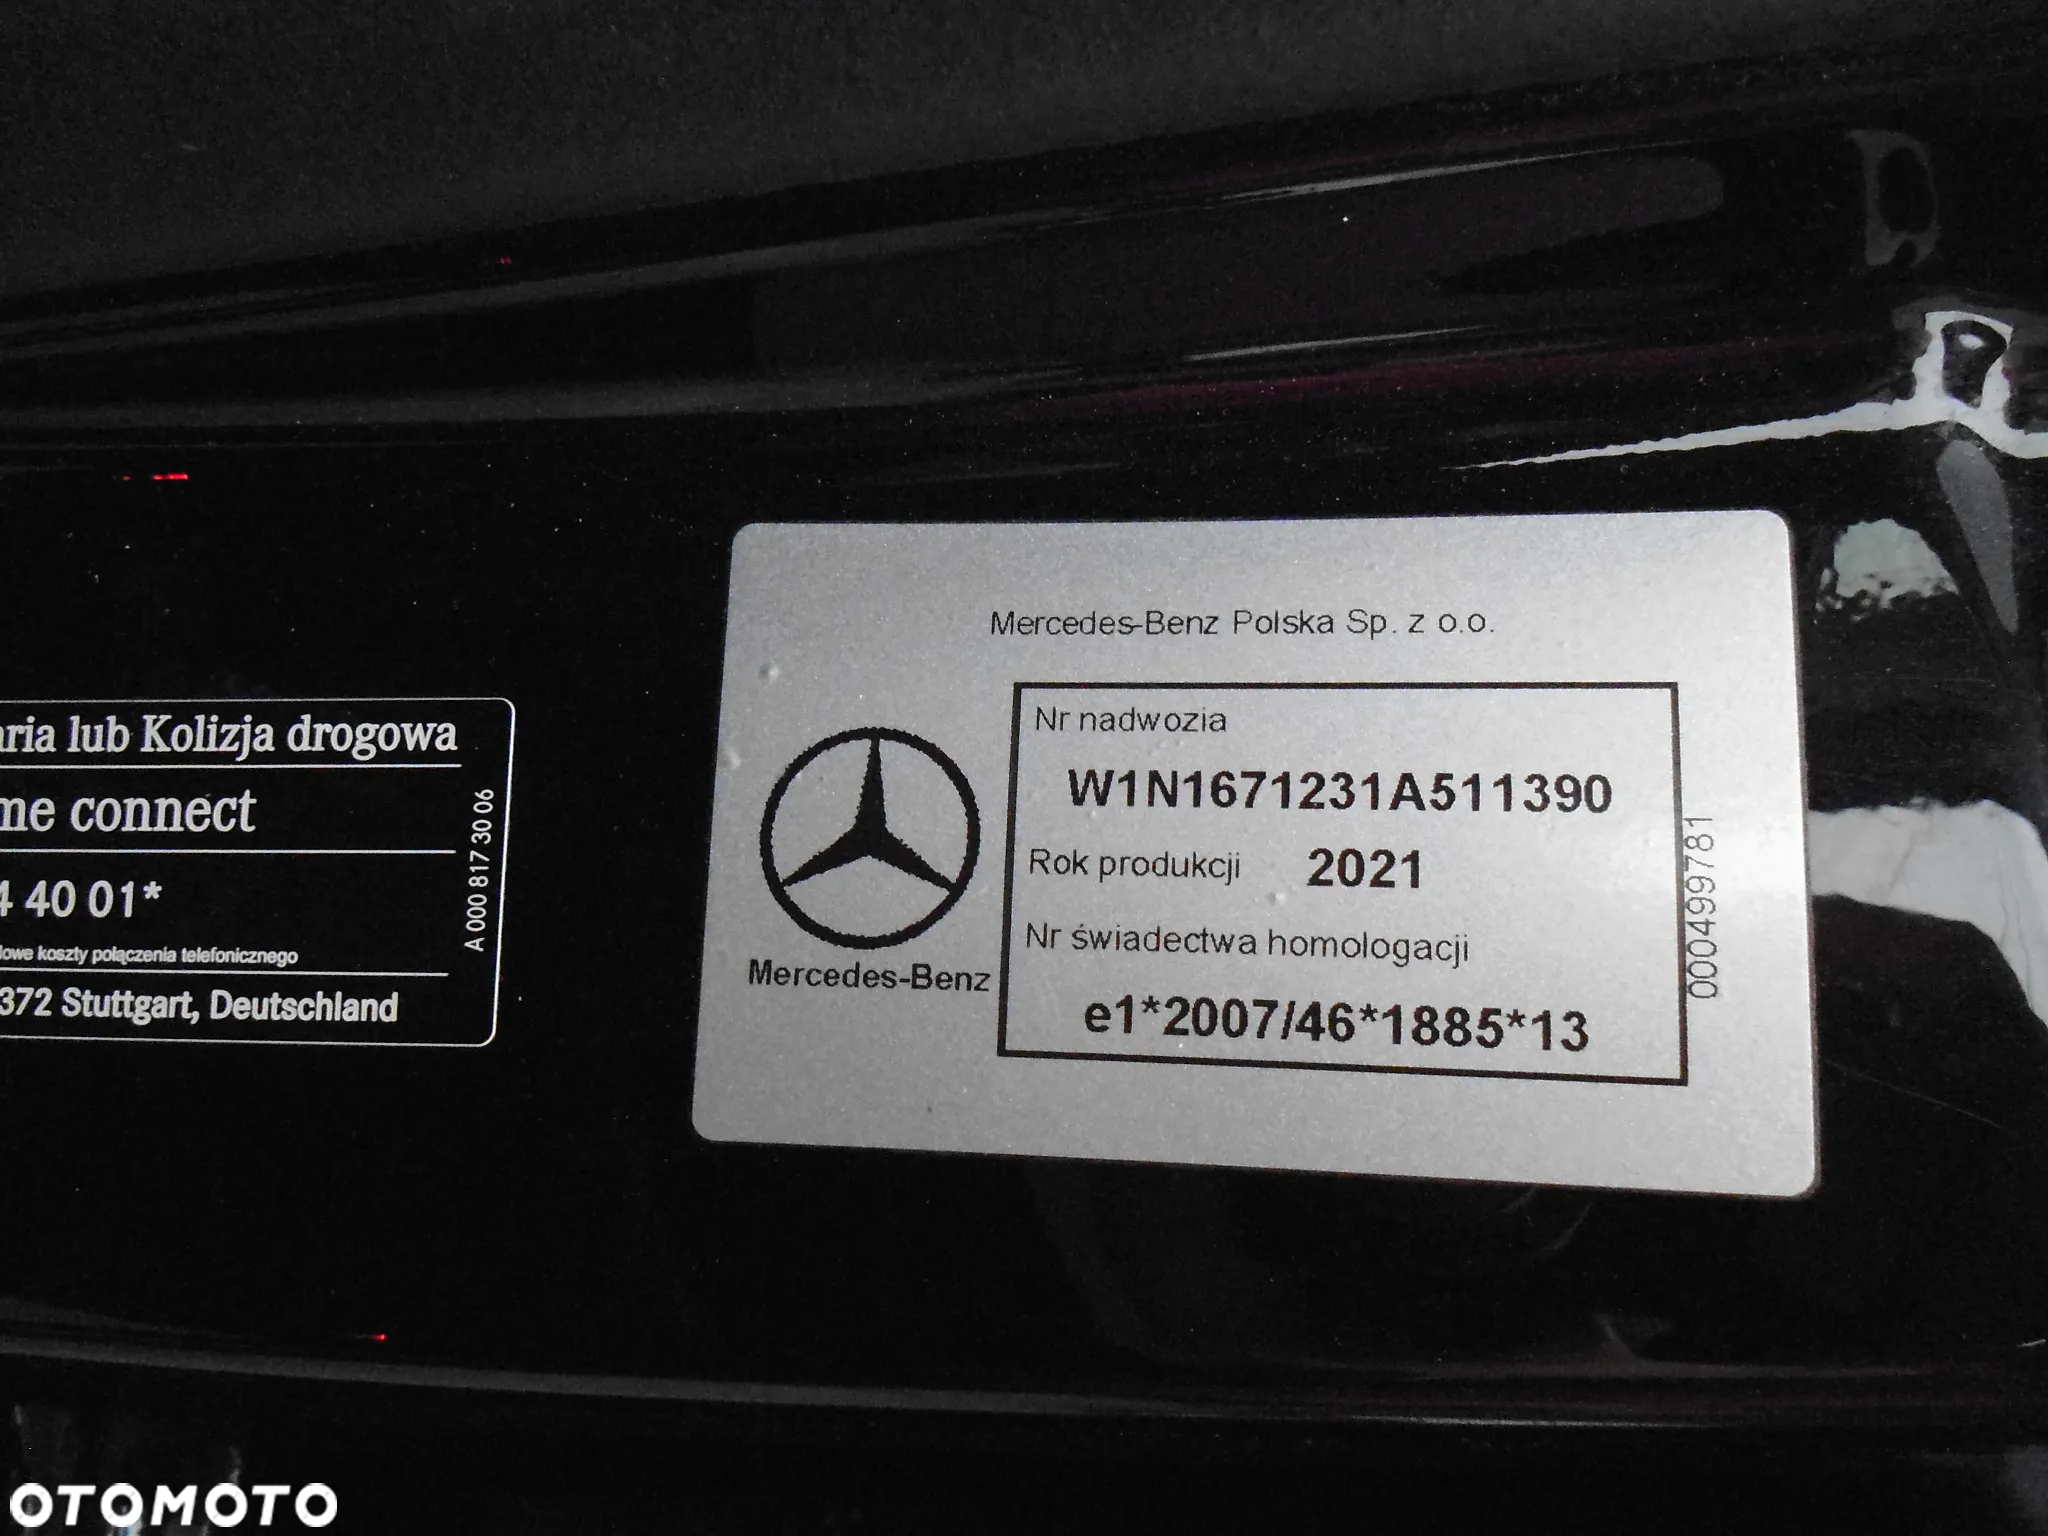 aria lub Kolizja drogowa
me connect
4 40 01*
koszty połączenia telefonicznego
372 Stuttgart, Deutschland
A 000 817 30 06
Mercedes-Benz Polska Sp. z o.o.
Nr nadwozia
W1N1671231A511390
Rok produkcji 2021
Nr świadectwa homologacji
e1*2007/46*1885*13
Mercedes-Benz
000499781
OTOMOTO